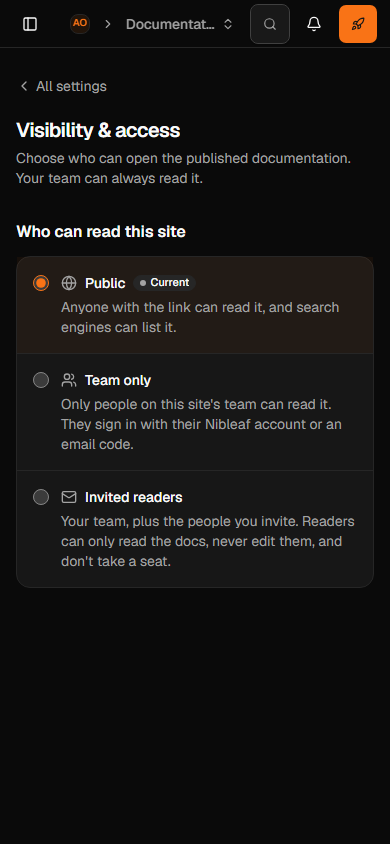 AO
Documentat...
All settings
Visibility & access
Choose who can open the published documentation.
Your team can always read it.
Who can read this site
Public
Current
Anyone with the link can read it, and search
engines can list it.
Team only
Only people on this site's team can read it.
They sign in with their Nibleaf account or an
email code.
Invited readers
Your team, plus the people you invite. Readers
can only read the docs, never edit them, and
don't take a seat.